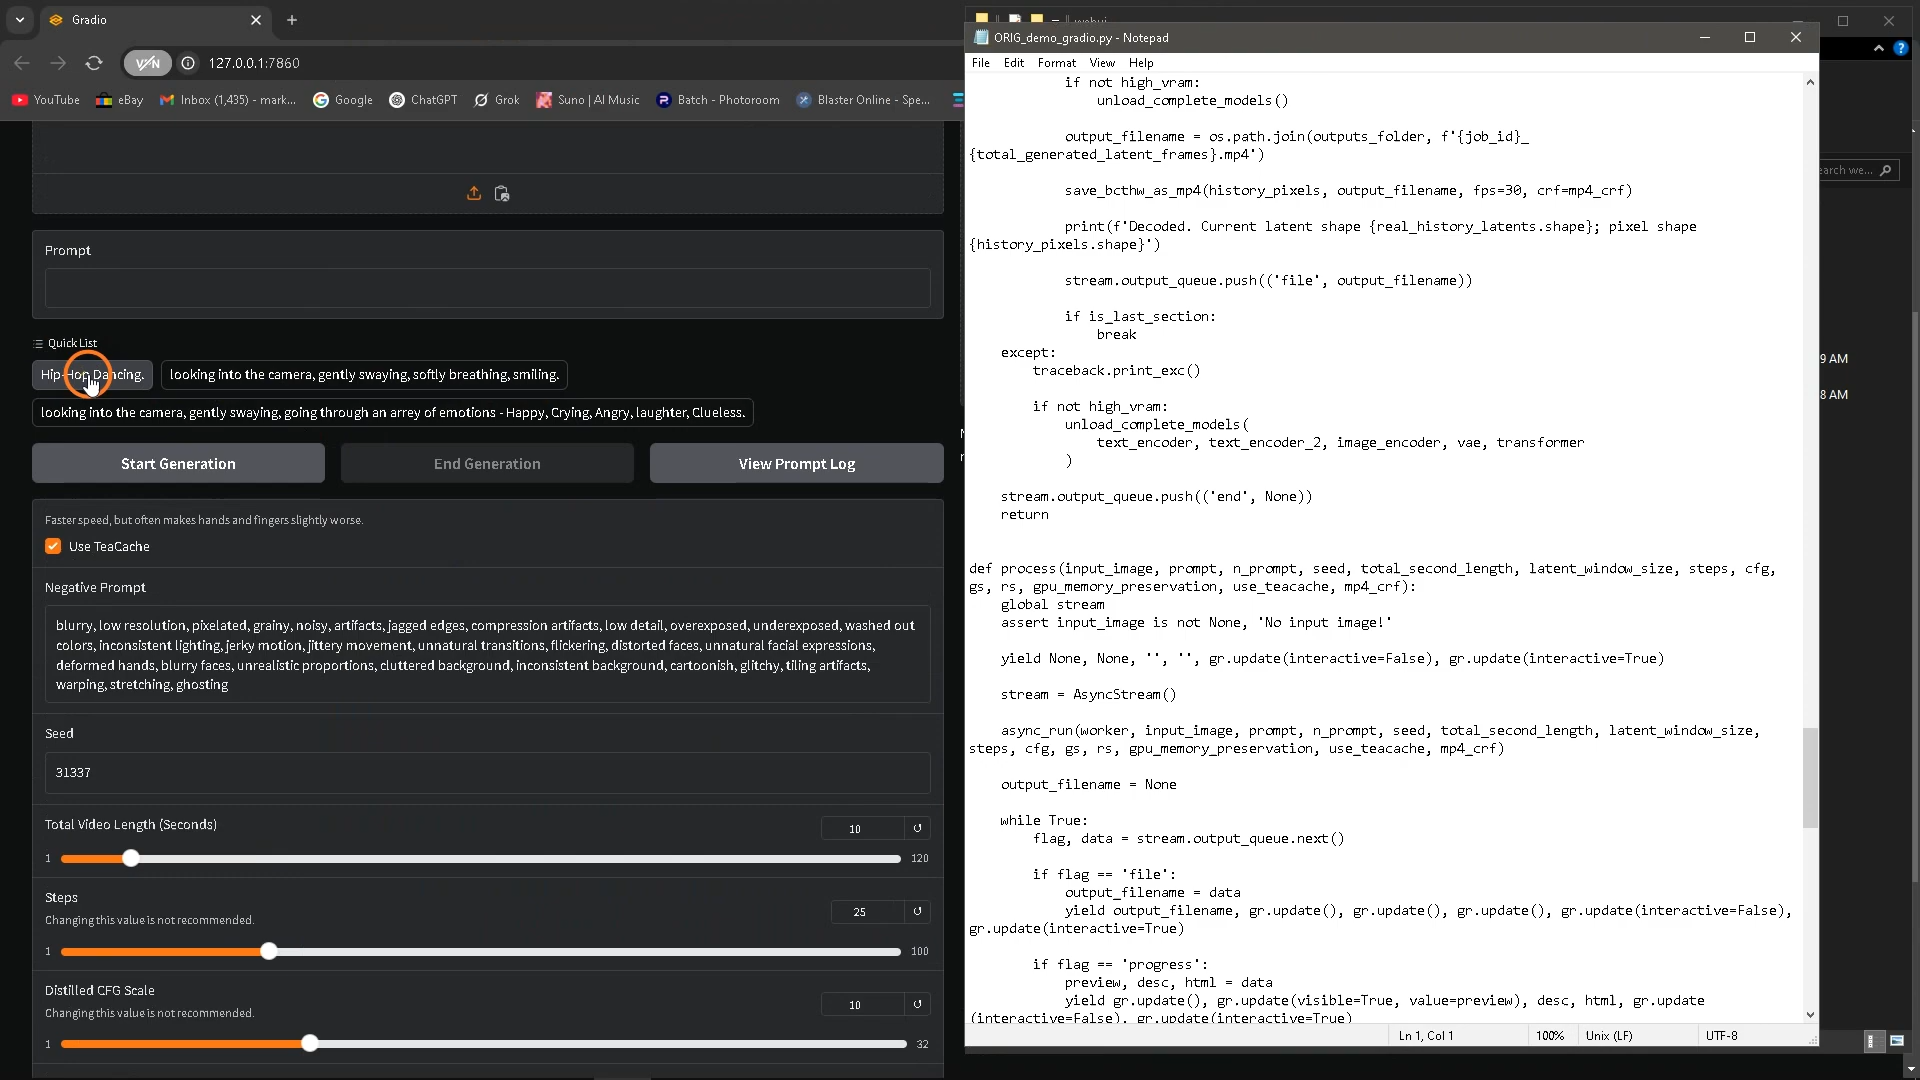 Gradio
VPN
127.0.0.1:7860
YouTube
eBay
Inbox (1,435) - mark...
Google
ChatGPT
Grok
Suno | AI Music
Batch - Photoroom
Blaster Online - Spe...
Prompt
Quick List
Hip-Hop Dancing.
looking into the camera, gently swaying, softly breathing, smiling.
looking into the camera, gently swaying, going through an arrey of emotions - Happy, Crying, Angry, laughter, Clueless.
Start Generation
End Generation
View Prompt Log
Faster speed, but often makes hands and fingers slightly worse.
Use TeaCache
Negative Prompt
blurry, low resolution, pixelated, grainy, noisy, artifacts, jagged edges, compression artifacts, low detail, overexposed, underexposed, washed out
colors, inconsistent lighting, jerky motion, jittery movement, unnatural transitions, flickering, distorted faces, unnatural facial expressions,
deformed hands, blurry faces, unrealistic proportions, cluttered background, inconsistent background, cartoonish, glitchy, tiling artifacts,
warping, stretching, ghosting
Seed
31337
Total Video Length (Seconds)
10
1
120
Steps
Changing this value is not recommended.
25
1
100
Distilled CFG Scale
Changing this value is not recommended.
10
1
32
webui
ORIG_demo_gradio.py - Notepad
File Edit Format View Help
if not high_vram:
unload_complete_models()
output_filename = os.path.join(outputs_folder, f'{job_id}_
{total_generated_latent_frames}.mp4')
save_bcthw_as_mp4(history_pixels, output_filename, fps=30, crf=mp4_crf)
print(f'Decoded. Current latent shape {real_history_latents.shape}; pixel shape
{history_pixels.shape}')
stream.output_queue.push(('file', output_filename))
if is_last_section:
break
except:
traceback.print_exc()
if not high_vram:
unload_complete_models(
text_encoder, text_encoder_2, image_encoder, vae, transformer
)
stream.output_queue.push(('end', None))
return
def process(input_image, prompt, n_prompt, seed, total_second_length, latent_window_size, steps, cfg,
gs, rs, gpu_memory_preservation, use_teacache, mp4_crf):
global stream
assert input_image is not None, 'No input image!'
yield None, None, '', '', gr.update(interactive=False), gr.update(interactive=True)
stream = AsyncStream()
async_run(worker, input_image, prompt, n_prompt, seed, total_second_length, latent_window_size,
steps, cfg, gs, rs, gpu_memory_preservation, use_teacache, mp4_crf)
output_filename = None
while True:
flag, data = stream.output_queue.next()
if flag == 'file':
output_filename = data
yield output_filename, gr.update(), gr.update(), gr.update(), gr.update(interactive=False),
gr.update(interactive=True)
if flag == 'progress':
preview, desc, html = data
yield gr.update(), gr.update(visible=True, value=preview), desc, html, gr.update
(interactive=False), gr.update(interactive=True)
Ln 1, Col 1
100%
Unix (LF)
UTF-8
earch we...
9 AM
8 AM